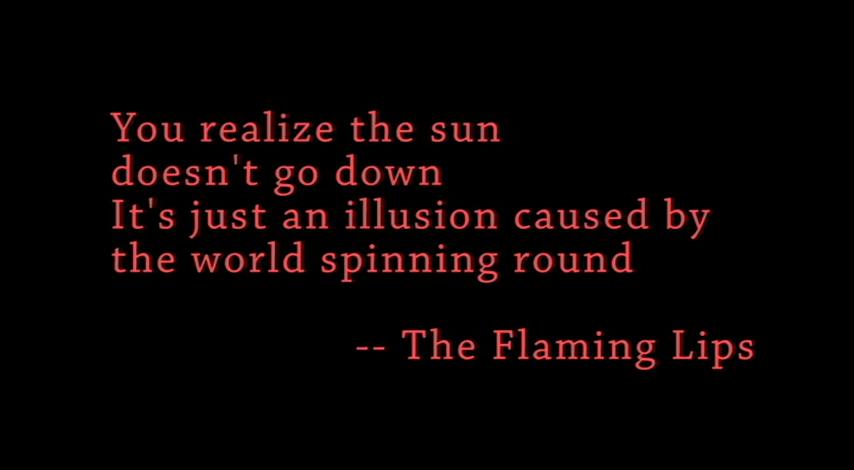 You realize the sun
doesn't go down
It's just an illusion caused by
the world spinning round
-- The Flaming Lips